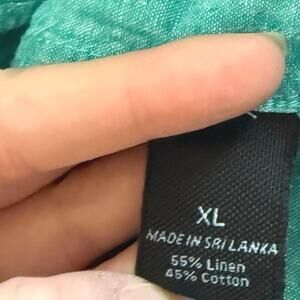 XL
MADE IN SRI LANKA
55% Linen
45% Cotton